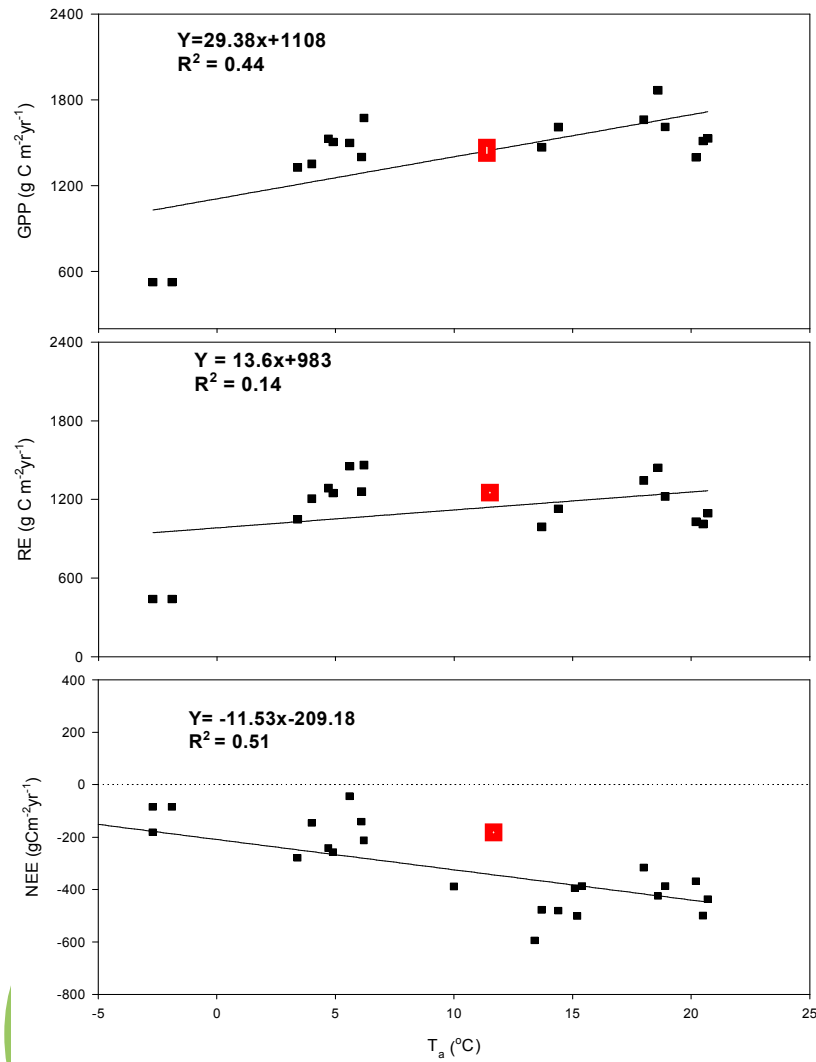 Y=29.38x+1108
R² = 0.44
2400
1800
1200
600
GPP (g C m⁻²yr⁻¹)
Y = 13.6x+983
R² = 0.14
2400
1800
1200
600
0
RE (g C m⁻²yr⁻¹)
Y= -11.53x-209.18
R² = 0.51
400
200
0
-200
-400
-600
-800
NEE (gCm⁻²yr⁻¹)
-5 0 5 10 15 20 25
Tₐ (°C)